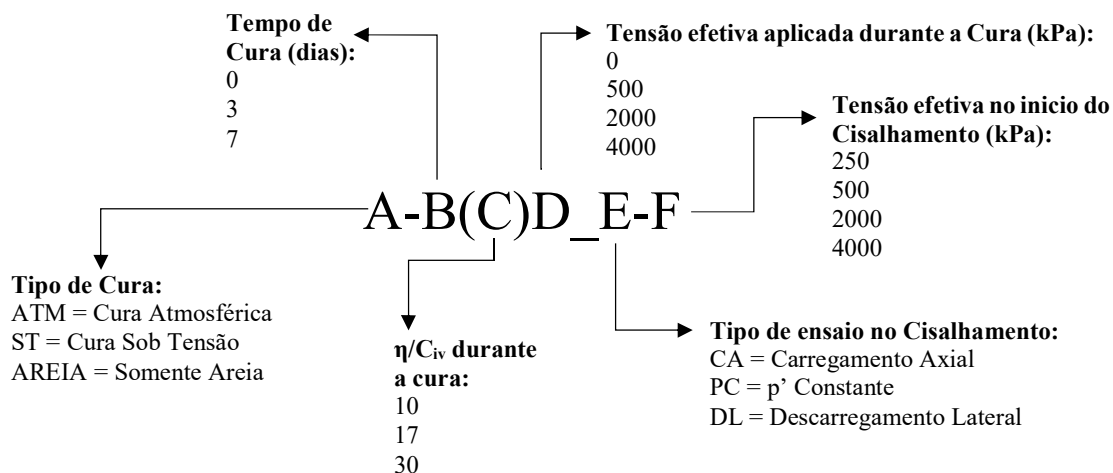 Tempo de
Cura (dias):
0
3
7
Tensão efetiva aplicada durante a Cura (kPa):
0
500
2000
4000
Tensão efetiva no inicio do
Cisalhamento (kPa):
250
500
2000
4000
A-B(C)D_E-F
Tipo de Cura:
ATM = Cura Atmosférica
ST = Cura Sob Tensão
AREIA = Somente Areia
η/Civ durante
a cura:
10
17
30
Tipo de ensaio no Cisalhamento:
CA = Carregamento Axial
PC = p’ Constante
DL = Descarregamento Lateral